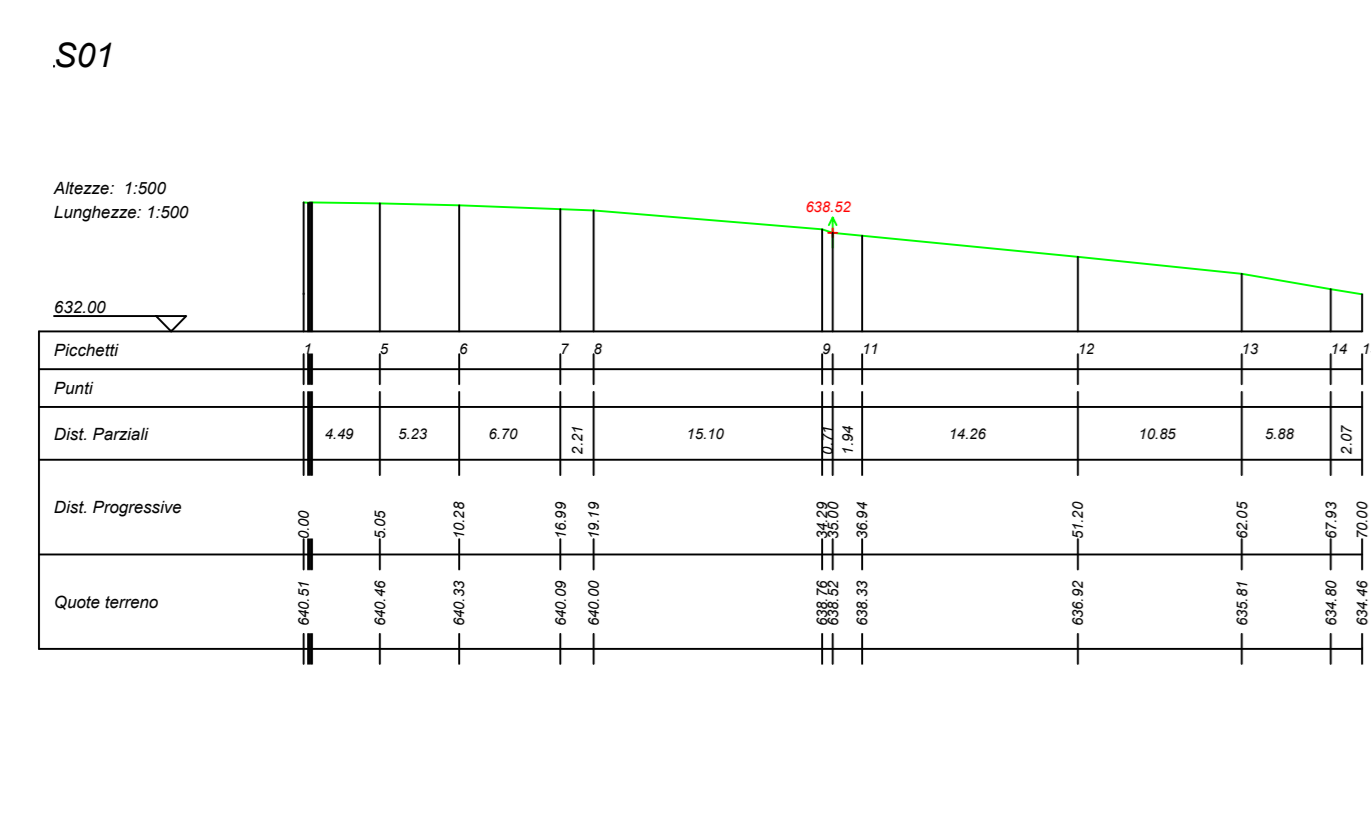 S01
Altezze: 1:500
Lunghezze: 1:500
638.52
632.00
Picchetti 1 5 6 7 8 9 11 12 13 14 1
Punti
Dist. Parziali 4.49 5.23 6.70 2.21 15.10 0.71 1.94 14.26 10.85 5.88 2.07
Dist. Progressive 0.00 5.05 10.28 16.99 19.19 34.29 35.00 36.94 51.20 62.05 67.93 70.00
Quote terreno 640.51 640.46 640.33 640.09 640.00 638.76 638.52 638.33 636.92 635.81 634.80 634.46